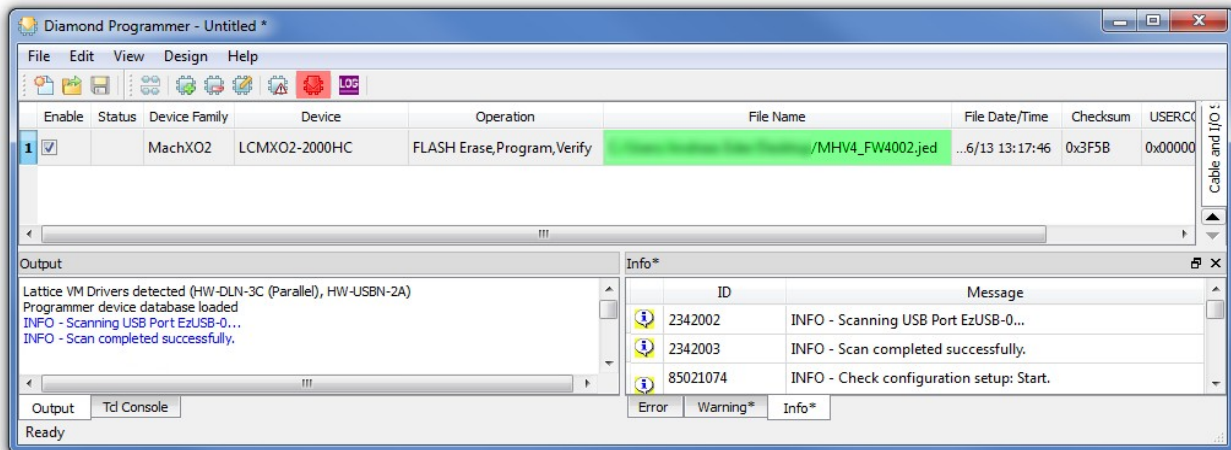 Diamond Programmer - Untitled *
File Edit View Design Help
LOG
Enable Status Device Family Device Operation File Name File Date/Time Checksum USERCO
1 MachXO2 LCMXO2-2000HC FLASH Erase,Program,Verify /MHV4_FW4002.jed ...6/13 13:17:46 0x3F5B 0x00000
Cable and I/O S
Output
Lattice VM Drivers detected (HW-DLN-3C (Parallel), HW-USBN-2A)
Programmer device database loaded
INFO - Scanning USB Port EzUSB-0...
INFO - Scan completed successfully.
Output Tcl Console
Info*
ID Message
2342002 INFO - Scanning USB Port EzUSB-0...
2342003 INFO - Scan completed successfully.
85021074 INFO - Check configuration setup: Start.
Error Warning* Info*
Ready